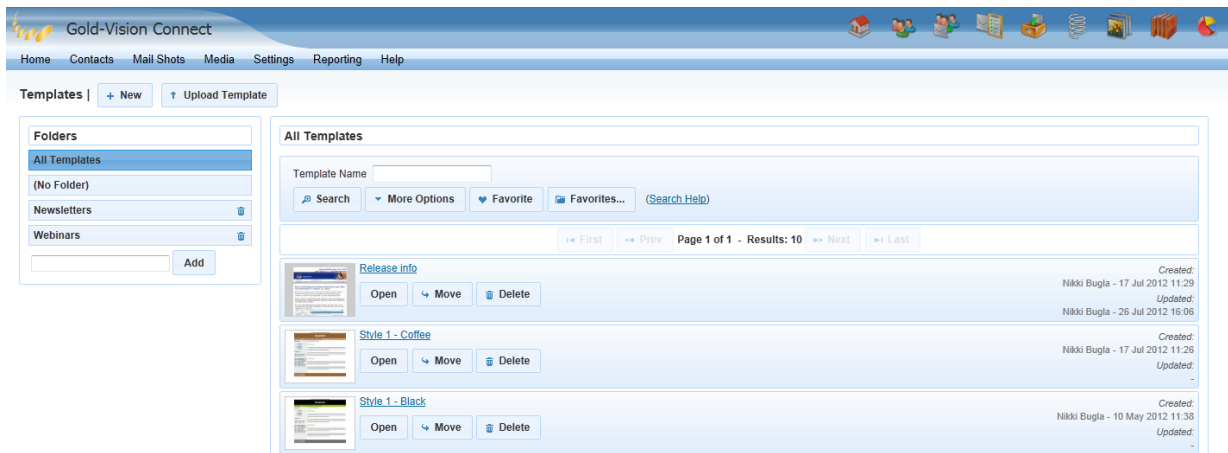 Gold-Vision Connect
Home Contacts Mail Shots Media Settings Reporting Help
Templates | + New Upload Template
Folders
All Templates
(No Folder)
Newsletters
Webinars
Add
All Templates
Template Name
Search More Options Favorite Favorites... (Search Help)
First Prev Page 1 of 1 - Results: 10 Next Last
Release info
Open Move Delete
Created:
Nikki Bugla - 17 Jul 2012 11:29
Updated:
Nikki Bugla - 26 Jul 2012 16:06
Style 1 - Coffee
Open Move Delete
Created:
Nikki Bugla - 17 Jul 2012 11:26
Updated:
-
Style 1 - Black
Open Move Delete
Created:
Nikki Bugla - 10 May 2012 11:38
Updated:
-